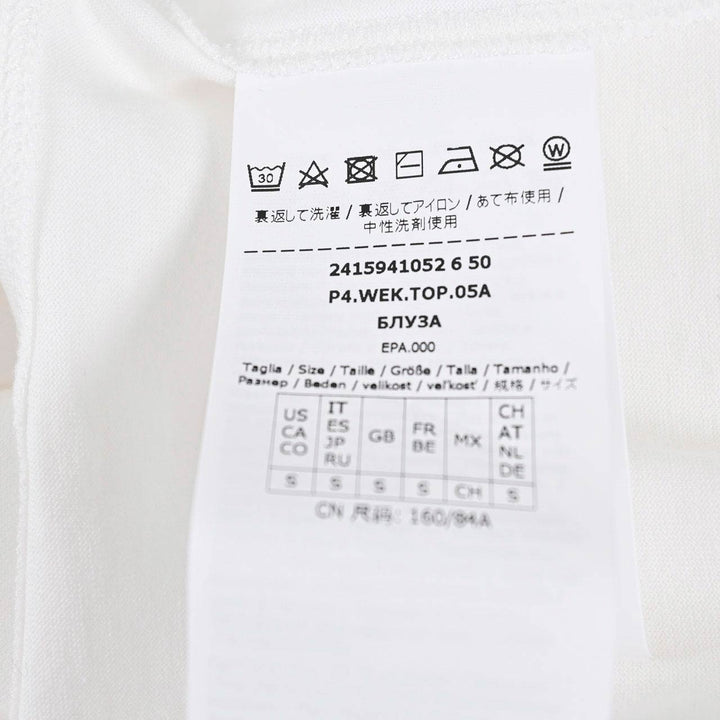 30 W
裏返して洗濯 / 裏返してアイロン / あて布使用 /
中性洗剤使用
2415941052 6 50
P4.WEK.TOP.05A
БЛУЗА
EPA.000
Taglia / Size / Taille / Größe / Talla / Tamanho /
Размер / Beden / velikost / veľkosť / 規格 / サイズ
US CA CO
IT ES JP RU
GB
FR BE
MX
CH AT NL DE
S S S S CH S
CN 尺码: 160/84A